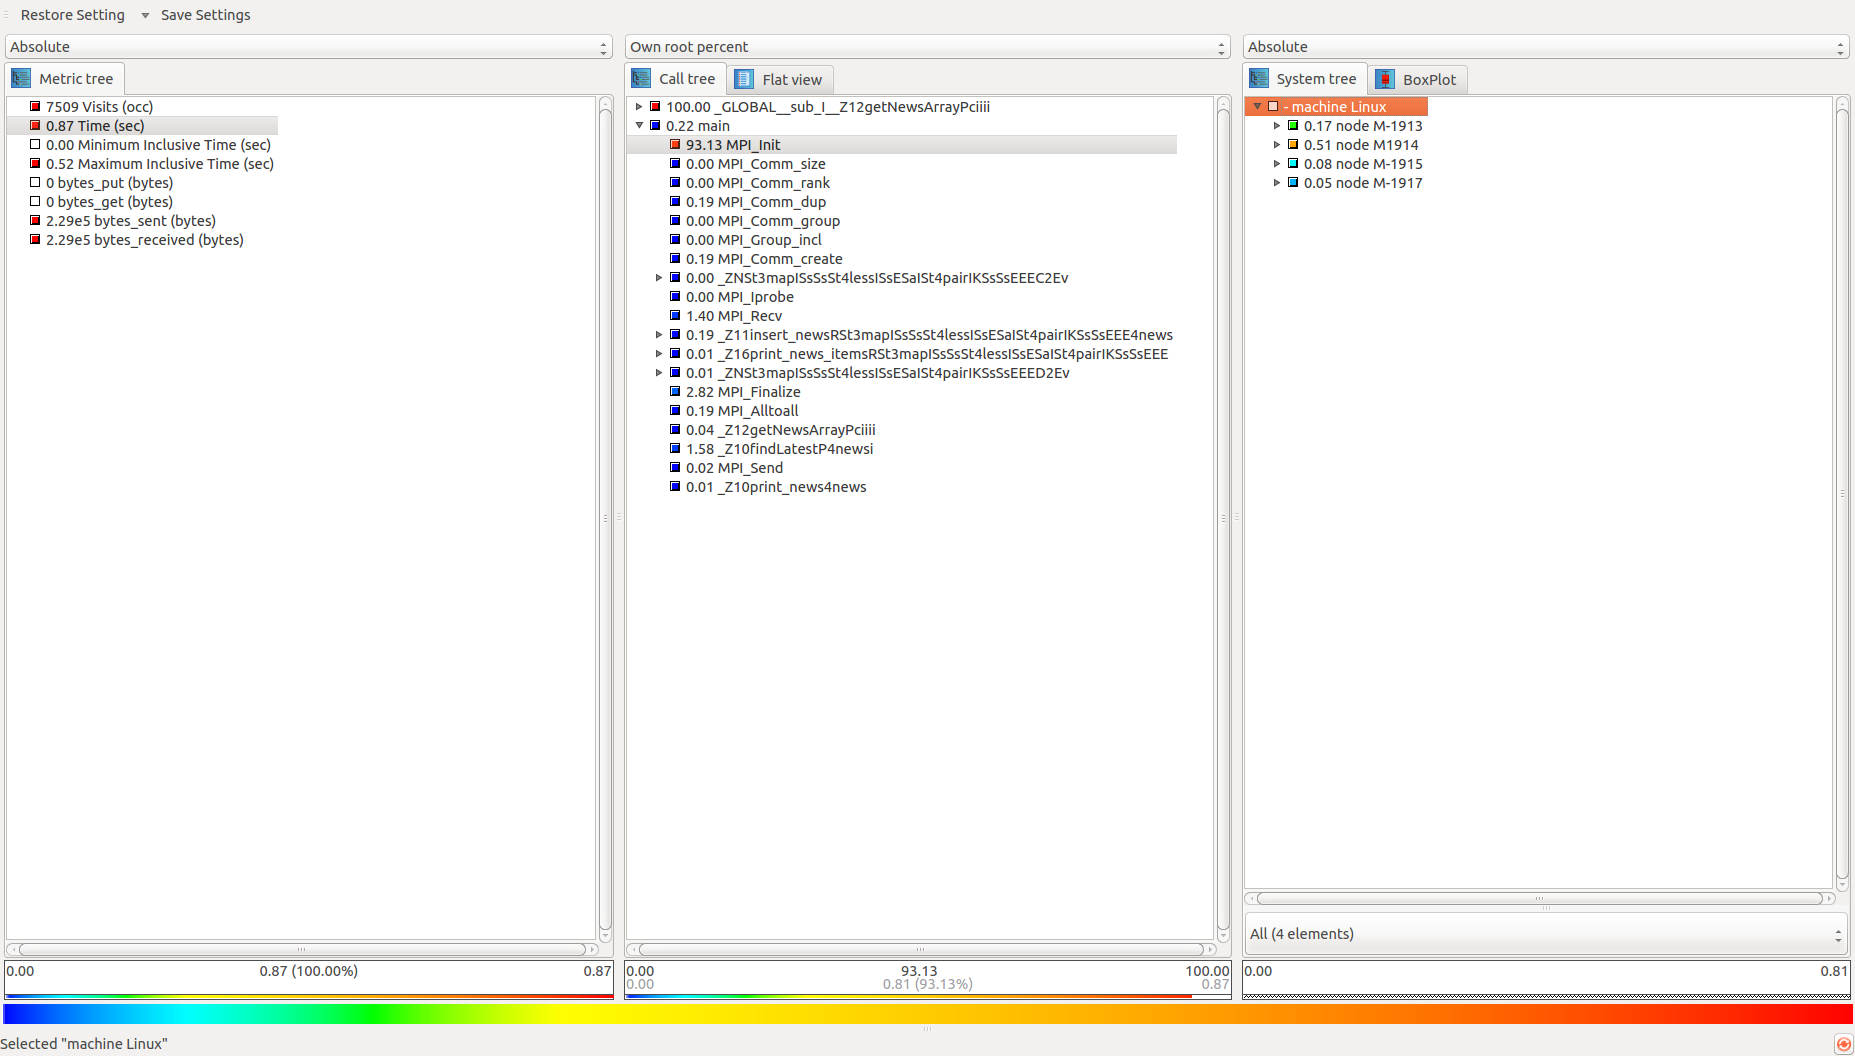 Restore Setting Save Settings
Absolute
Metric tree
7509 Visits (occ)
0.87 Time (sec)
0.00 Minimum Inclusive Time (sec)
0.52 Maximum Inclusive Time (sec)
0 bytes_put (bytes)
0 bytes_get (bytes)
2.29e5 bytes_sent (bytes)
2.29e5 bytes_received (bytes)
0.00 0.87 (100.00%) 0.87
Own root percent
Call tree Flat view
100.00 _GLOBAL__sub_I__Z12getNewsArrayPciiii
0.22 main
93.13 MPI_Init
0.00 MPI_Comm_size
0.00 MPI_Comm_rank
0.19 MPI_Comm_dup
0.00 MPI_Comm_group
0.00 MPI_Group_incl
0.19 MPI_Comm_create
0.00 _ZNSt3mapISsSsSt4lessISsESaISt4pairIKSsSsEEEC2Ev
0.00 MPI_Iprobe
1.40 MPI_Recv
0.19 _Z11insert_newsRSt3mapISsSsSt4lessISsESaISt4pairIKSsSsEEE4news
0.01 _Z16print_news_itemsRSt3mapISsSsSt4lessISsESaISt4pairIKSsSsEEE
0.01 _ZNSt3mapISsSsSt4lessISsESaISt4pairIKSsSsEEED2Ev
2.82 MPI_Finalize
0.19 MPI_Alltoall
0.04 _Z12getNewsArrayPciiii
1.58 _Z10findLatestP4newsi
0.02 MPI_Send
0.01 _Z10print_news4news
0.00 93.13 100.00
0.00 0.81 (93.13%) 0.87
Absolute
System tree BoxPlot
- machine Linux
0.17 node M-1913
0.51 node M1914
0.08 node M-1915
0.05 node M-1917
All (4 elements)
0.00 0.81
Selected "machine Linux"